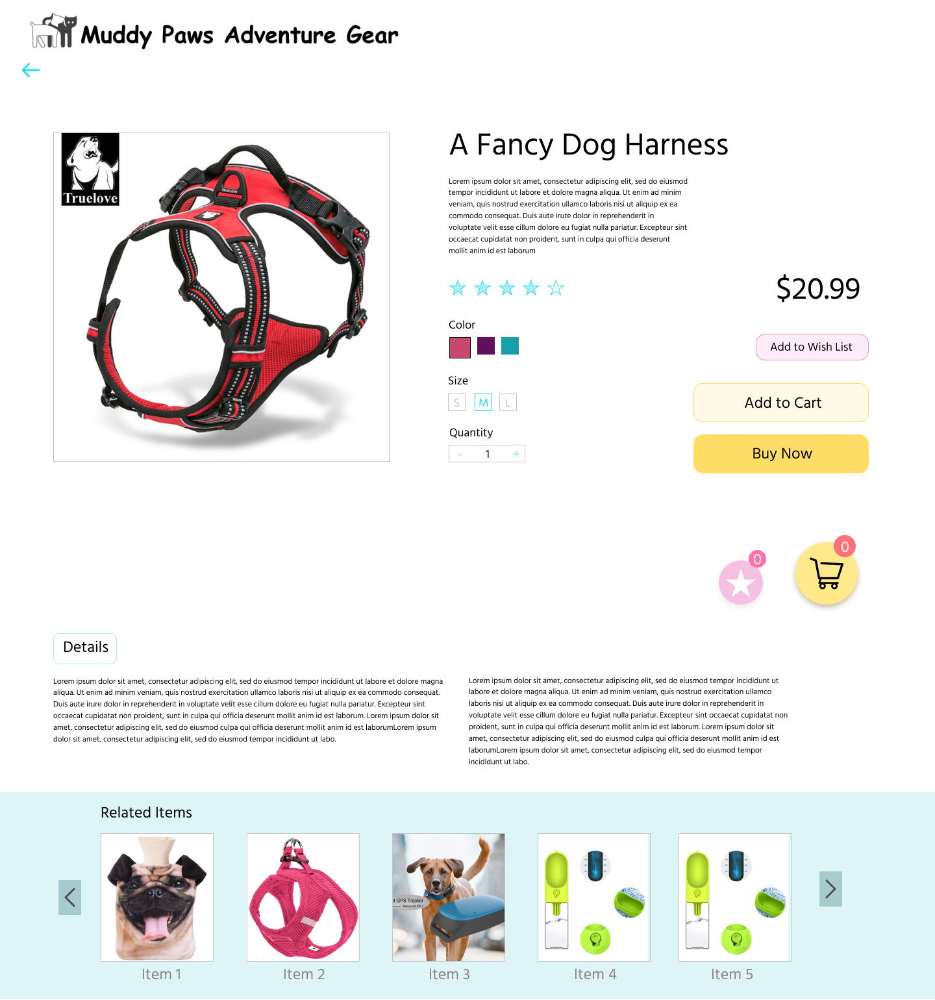 Muddy Paws Adventure Gear
Truelove
TRUELOVE
A Fancy Dog Harness
Lorem ipsum dolor sit amet, consectetur adipiscing elit, sed do eiusmod
tempor incididunt ut labore et dolore magna aliqua. Ut enim ad minim
veniam, quis nostrud exercitation ullamco laboris nisi ut aliquip ex ea
commodo consequat. Duis aute irure dolor in reprehenderit in
voluptate velit esse cillum dolore eu fugiat nulla pariatur. Excepteur sint
occaecat cupidatat non proident, sunt in culpa qui officia deserunt
mollit anim id est laborum
$20.99
Color
Add to Wish List
Size
S M L
Add to Cart
Quantity
- 1 +
Buy Now
0
0
Details
Lorem ipsum dolor sit amet, consectetur adipiscing elit, sed do eiusmod tempor incididunt ut labore et dolore magna
aliqua. Ut enim ad minim veniam, quis nostrud exercitation ullamco laboris nisi ut aliquip ex ea commodo consequat.
Duis aute irure dolor in reprehenderit in voluptate velit esse cillum dolore eu fugiat nulla pariatur. Excepteur sint
occaecat cupidatat non proident, sunt in culpa qui officia deserunt mollit anim id est laborum. Lorem ipsum dolor sit
amet, consectetur adipiscing elit, sed do eiusmod culpa qui officia deserunt mollit anim id est laborumLorem ipsum
dolor sit amet, consectetur adipiscing elit, sed do eiusmod tempor incididunt ut labo.
Lorem ipsum dolor sit amet, consectetur adipiscing elit, sed do eiusmod tempor incididunt ut
labore et dolore magna aliqua. Ut enim ad minim veniam, quis nostrud exercitation ullamco
laboris nisi ut aliquip ex ea commodo consequat. Duis aute irure dolor in reprehenderit in
voluptate velit esse cillum dolore eu fugiat nulla pariatur. Excepteur sint occaecat cupidatat non
proident, sunt in culpa qui officia deserunt mollit anim id est laborum. Lorem ipsum dolor sit
amet, consectetur adipiscing elit, sed do eiusmod culpa qui officia deserunt mollit anim id est
laborumLorem ipsum dolor sit amet, consectetur adipiscing elit, sed do eiusmod tempor
incididunt ut labo.
Related Items
GPS Tracker
Item 1
Item 2
Item 3
Item 4
Item 5